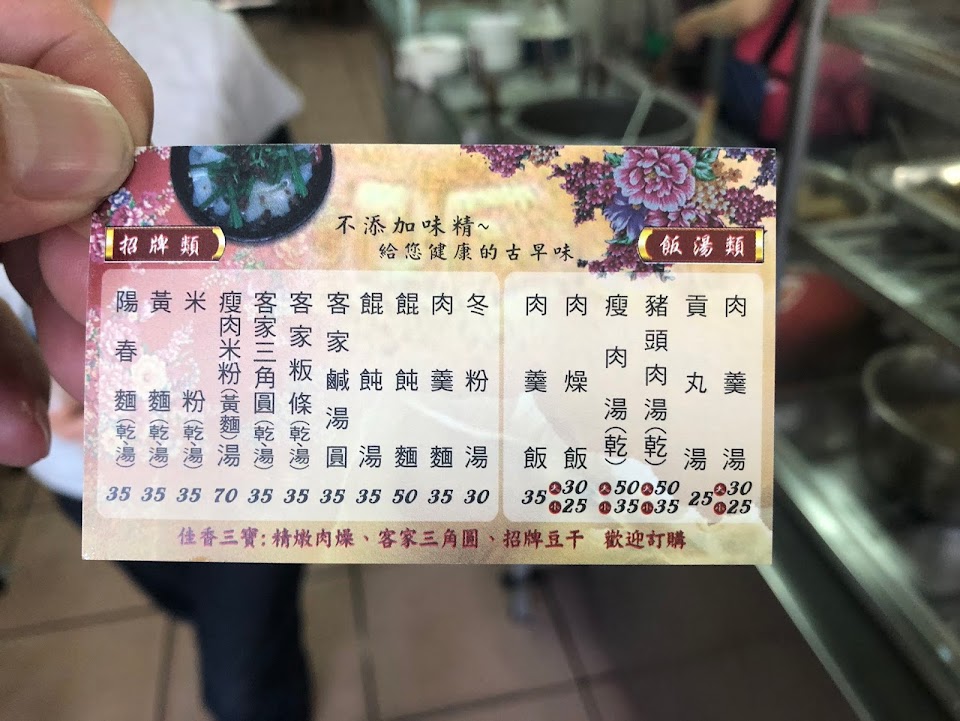 不添加味精~
給您健康的古早味
招牌類
陽春麵(乾、湯) 35
黃麵(乾、湯) 35
米粉(乾、湯) 35
瘦肉米粉(黃麵)湯 70
客家三角圓(乾、湯) 35
客家粄條(乾、湯) 35
客家鹹湯圓 35
餛飩湯 35
餛飩麵 50
肉羹麵 35
冬粉湯 30
飯湯類
肉羹飯 35
肉燥飯 大30 小25
瘦肉湯(乾) 大50 小35
豬頭肉湯(乾) 大50 小35
貢丸湯 25
肉羹湯 大30 小25
佳香三寶:精燉肉燥、客家三角圓、招牌豆干 歡迎訂購